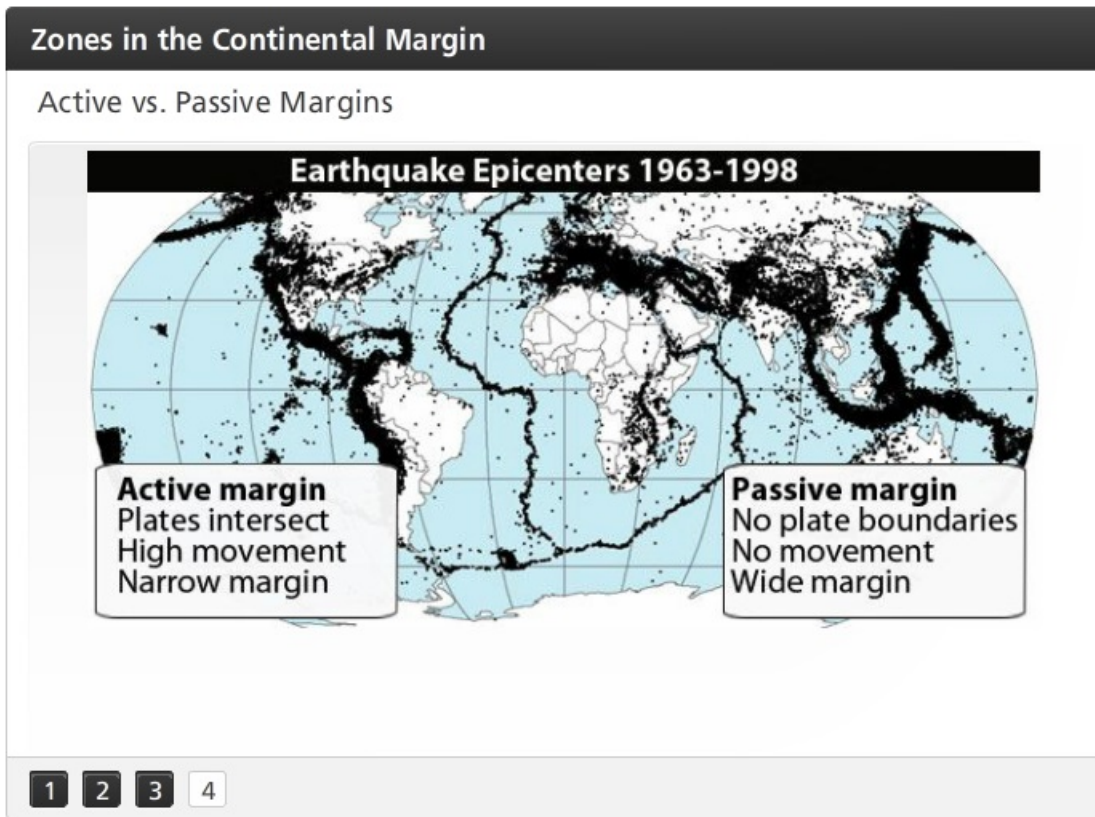 Zones in the Continental Margin
Active vs. Passive Margins
Earthquake Epicenters 1963-1998
Active margin
Plates intersect
High movement
Narrow margin
Passive margin
No plate boundaries
No movement
Wide margin
1 2 3 4